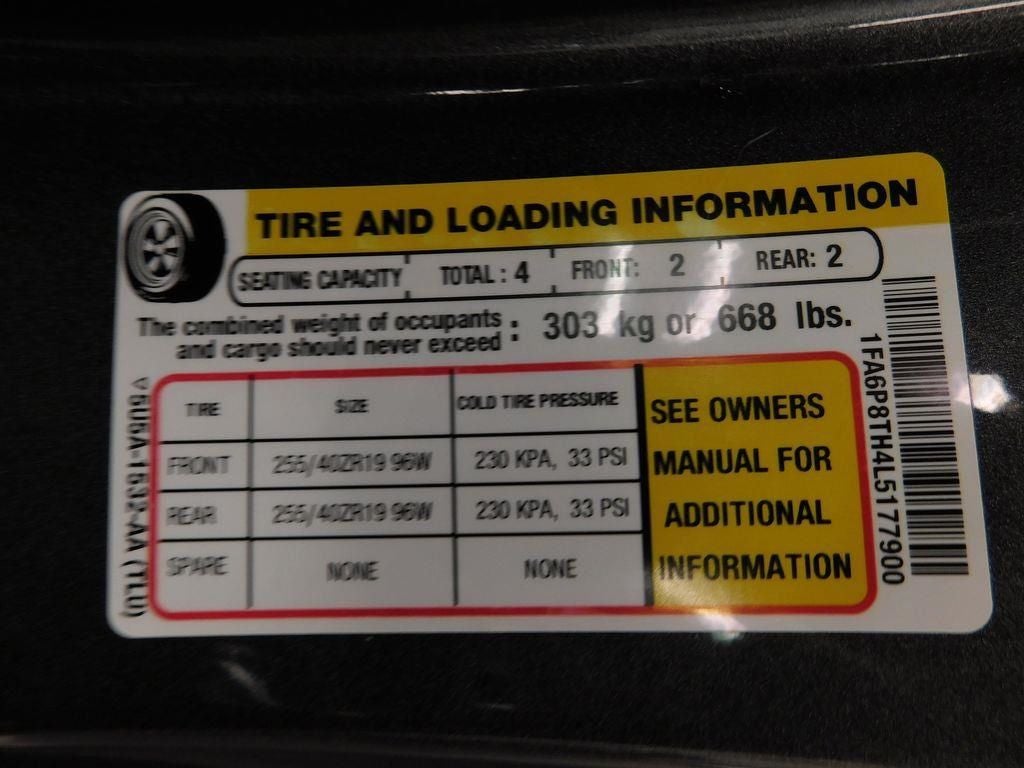 TIRE AND LOADING INFORMATION
SEATING CAPACITY TOTAL : 4 FRONT: 2 REAR: 2
The combined weight of occupants
and cargo should never exceed : 303 kg or 668 lbs.
TIRE SIZE COLD TIRE PRESSURE
FRONT 255/40ZR19 96W 230 KPA, 33 PSI
REAR 255/40ZR19 96W 230 KPA, 33 PSI
SPARE NONE NONE
SEE OWNERS
MANUAL FOR
ADDITIONAL
INFORMATION
1FA6P8TH4L5177900
1532-AA (TLU)